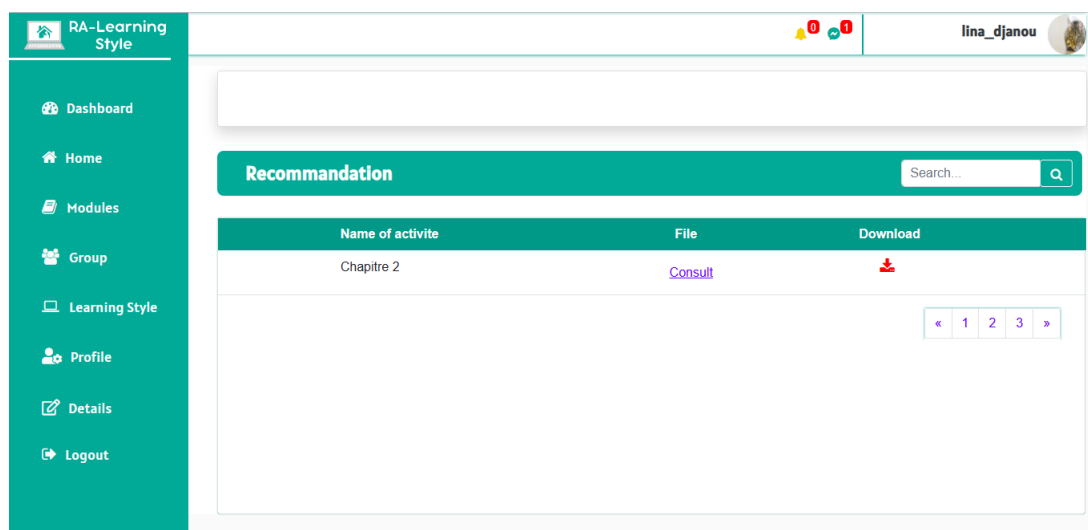 RA-Learning
Style
0
1
lina_djanou
Dashboard
Home
Modules
Group
Learning Style
Profile
Details
Logout
Recommandation
Search...
Name of activite File Download
Chapitre 2 Consult
« 1 2 3 »